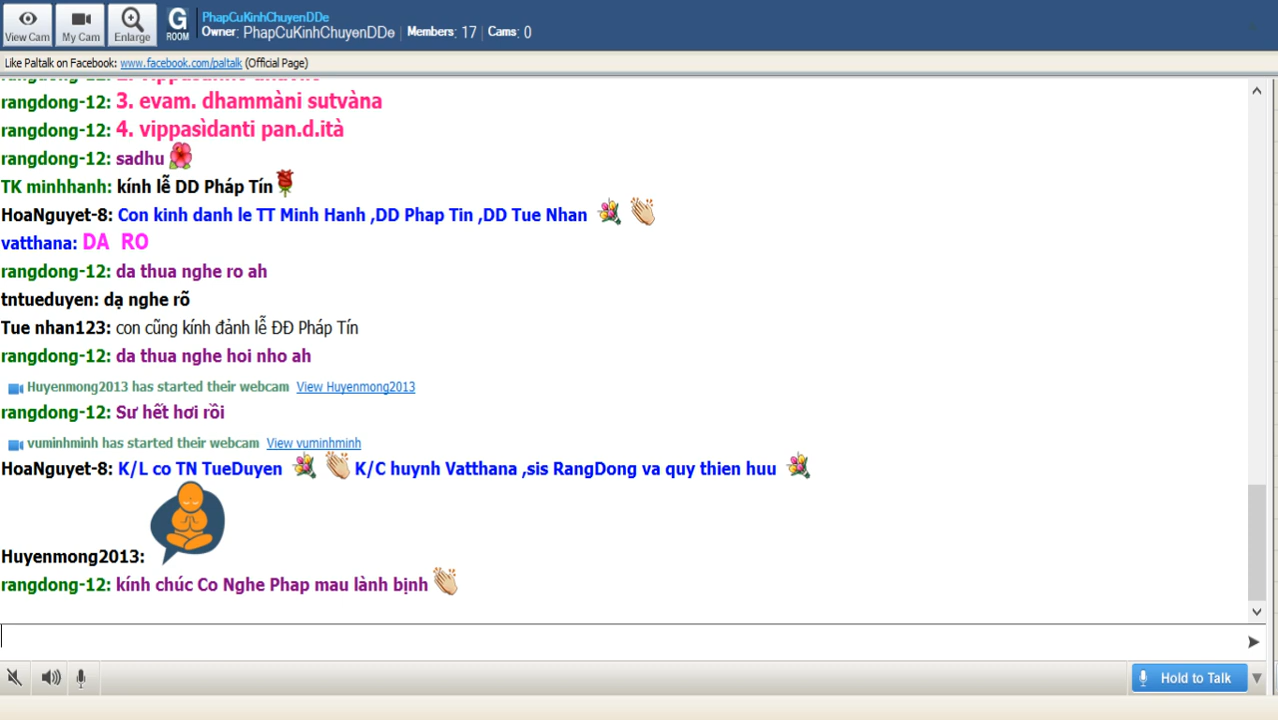 View Cam
My Cam
Enlarge
G ROOM
PhapCuKinhChuyenDDe
Owner: PhapCuKinhChuyenDDe | Members: 17 | Cams: 0
Like Paltalk on Facebook: www.facebook.com/paltalk (Official Page)
rangdong-12: 3. evam. dhammàni sutvàna
rangdong-12: 4. vippasìdanti pan.d.ità
rangdong-12: sadhu
TK minhhanh: kính lễ DD Pháp Tín
HoaNguyet-8: Con kinh danh le TT Minh Hanh ,DD Phap Tin ,DD Tue Nhan
vatthana: DA RO
rangdong-12: da thua nghe ro ah
tntueduyen: dạ nghe rõ
Tue nhan123: con cũng kính đảnh lễ ĐĐ Pháp Tín
rangdong-12: da thua nghe hoi nho ah
Huyenmong2013 has started their webcam View Huyenmong2013
rangdong-12: Sư hết hơi rồi
vuminhminh has started their webcam View vuminhminh
HoaNguyet-8: K/L co TN TueDuyen K/C huynh Vatthana ,sis RangDong va quy thien huu
Huyenmong2013:
rangdong-12: kính chúc Co Nghe Phap mau lành bịnh
Hold to Talk